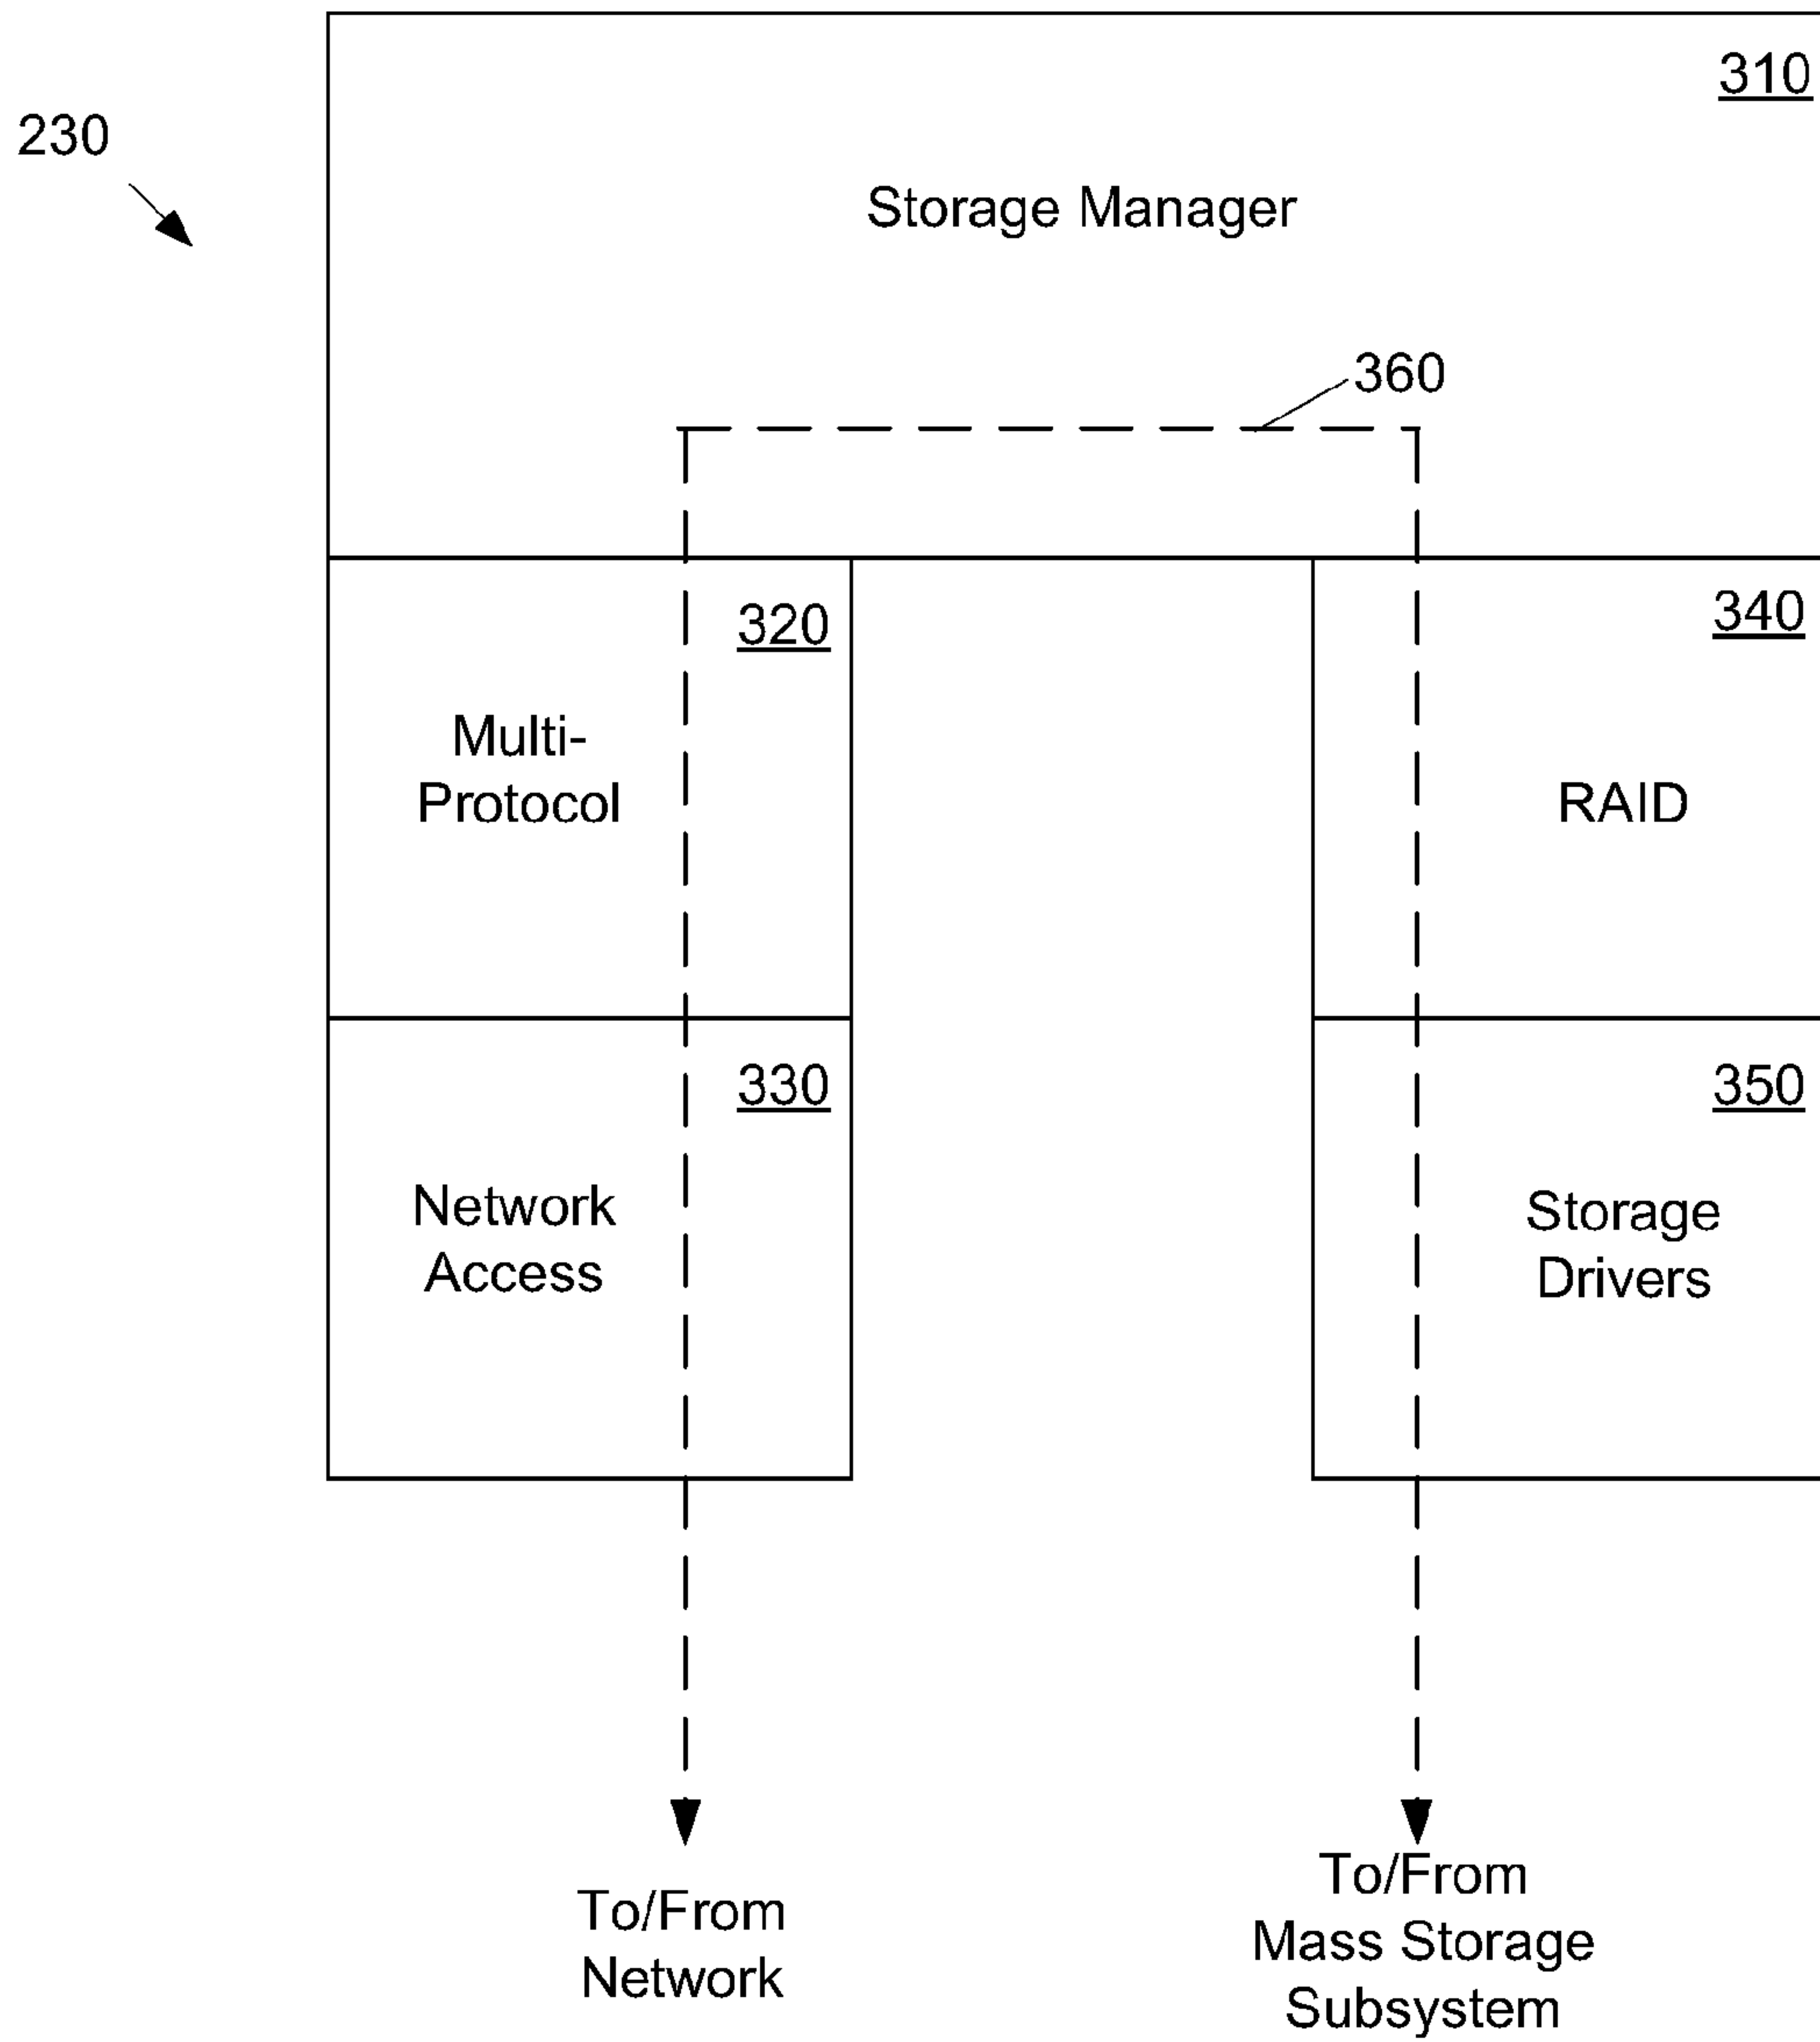 310
230
Storage Manager
360
320
340
Multi-
Protocol
RAID
330
350
Network
Access
Storage
Drivers
To/From
Network
To/From
Mass Storage
Subsystem